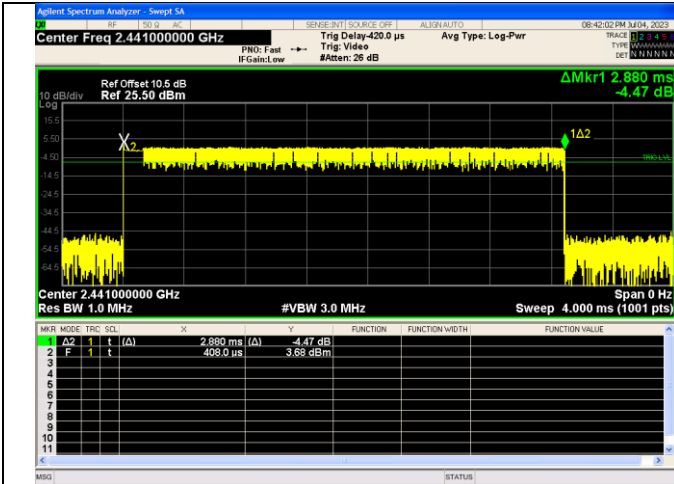 Agilent Spectrum Analyzer - Swept SA
RF 50 Ω AC SENSE:INT SOURCE OFF ALIGN AUTO 08:42:02 PM Jul 04, 2023
Center Freq 2.441000000 GHz Trig Delay-420.0 µs Avg Type: Log-Pwr TRACE 1 2 3 4 5 6
PNO: Fast Trig: Video TYPE WWWWWW
IFGain:Low #Atten: 26 dB DET N N N N N N
ΔMkr1 2.880 ms
-4.47 dB
Ref Offset 10.5 dB
10 dB/div Ref 25.50 dBm
Log
15.5
5.50
-4.50
-14.5
-24.5
-34.5
-44.5
-54.5
-64.5
X2
1Δ2
TRIG LVL
Center 2.441000000 GHz Span 0 Hz
Res BW 1.0 MHz #VBW 3.0 MHz Sweep 4.000 ms (1001 pts)
MKR MODE TRC SCL X Y FUNCTION FUNCTION WIDTH FUNCTION VALUE
1 Δ2 1 t (Δ) 2.880 ms (Δ) -4.47 dB
2 F 1 t 408.0 µs 3.68 dBm
3
4
5
6
7
8
9
10
11
MSG STATUS